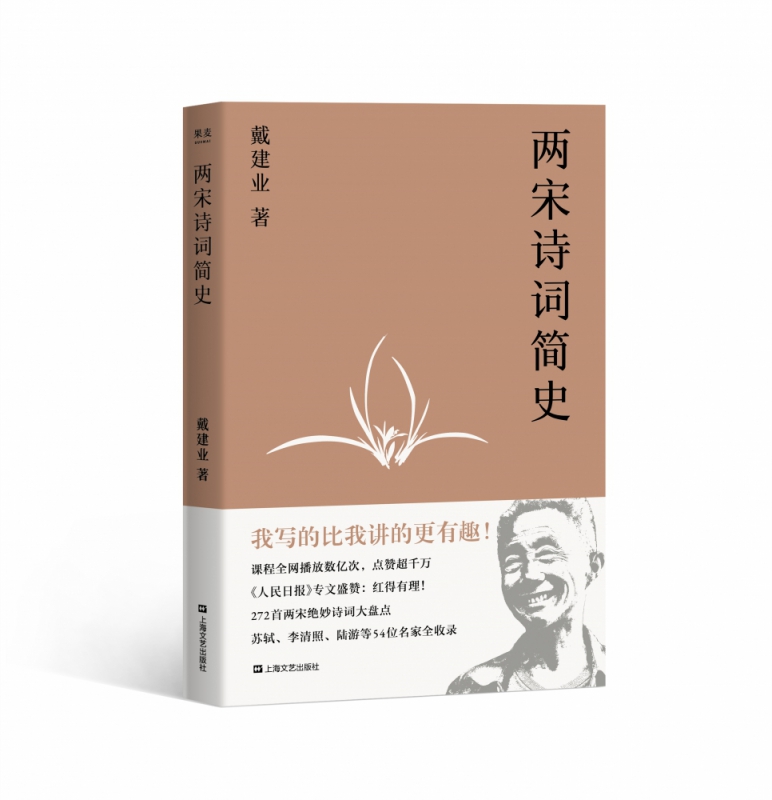 果麦
两宋诗词简史
戴建业 著
戴建业 著
两宋诗词简史
我写的比我讲的更有趣！
课程全网播放数亿次，点赞超千万
《人民日报》专文盛赞：红得有理！
272首两宋绝妙诗词大盘点
苏轼、李清照、陆游等54位名家全收录
上海文艺出版社
上海文艺出版社